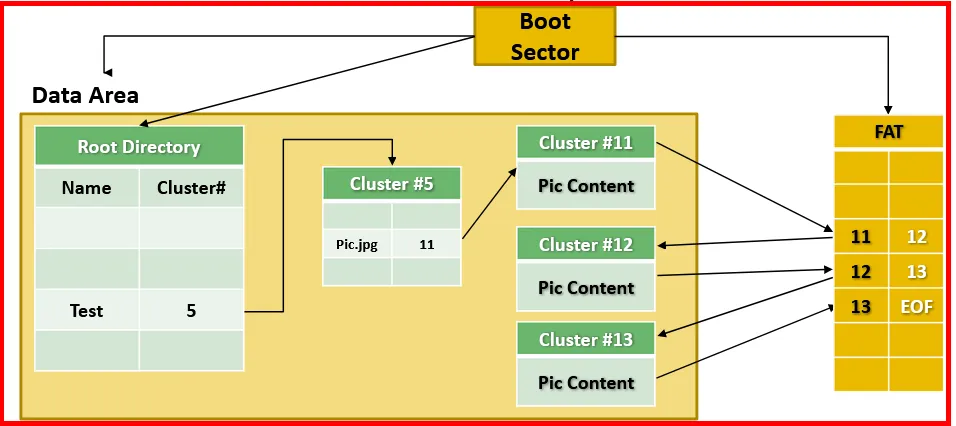 Boot
Sector
Data Area
Root Directory
Name Cluster#
Test 5
Cluster #5
Pic.jpg 11
Cluster #11
Pic Content
Cluster #12
Pic Content
Cluster #13
Pic Content
FAT
11 12
12 13
13 EOF